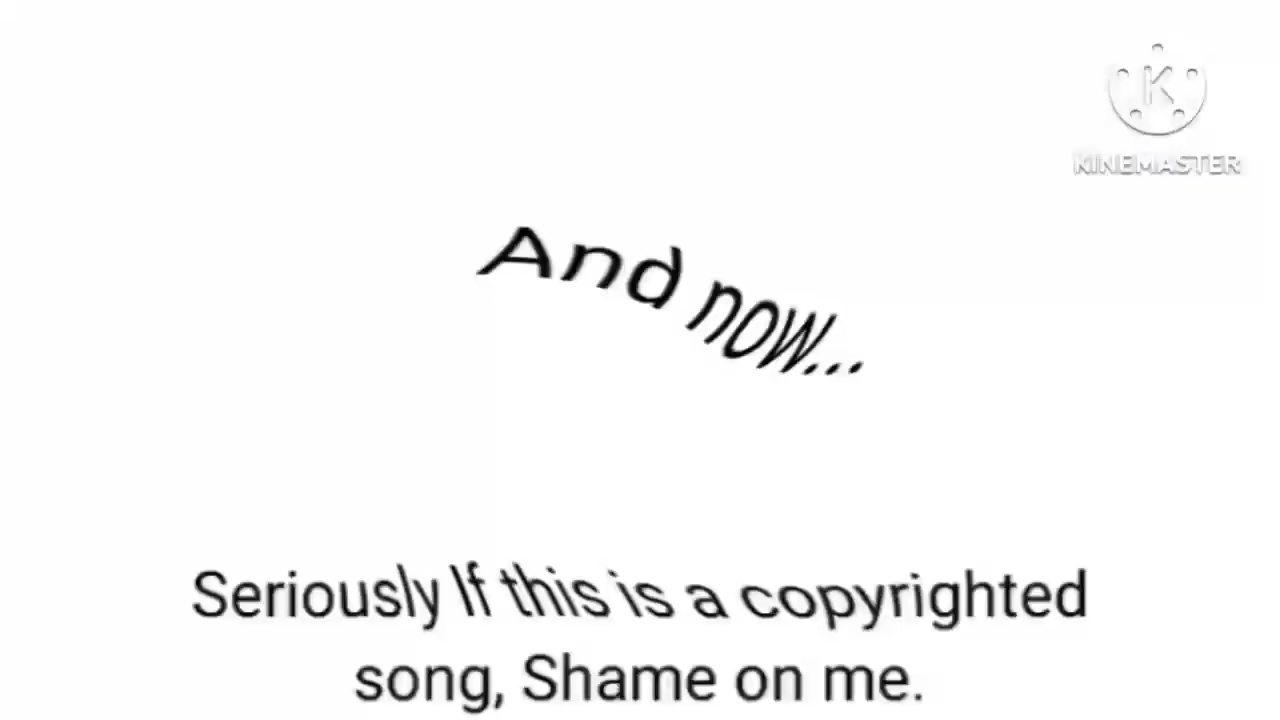 KINEMASTER
And now...
Seriously If this is a copyrighted
song, Shame on me.